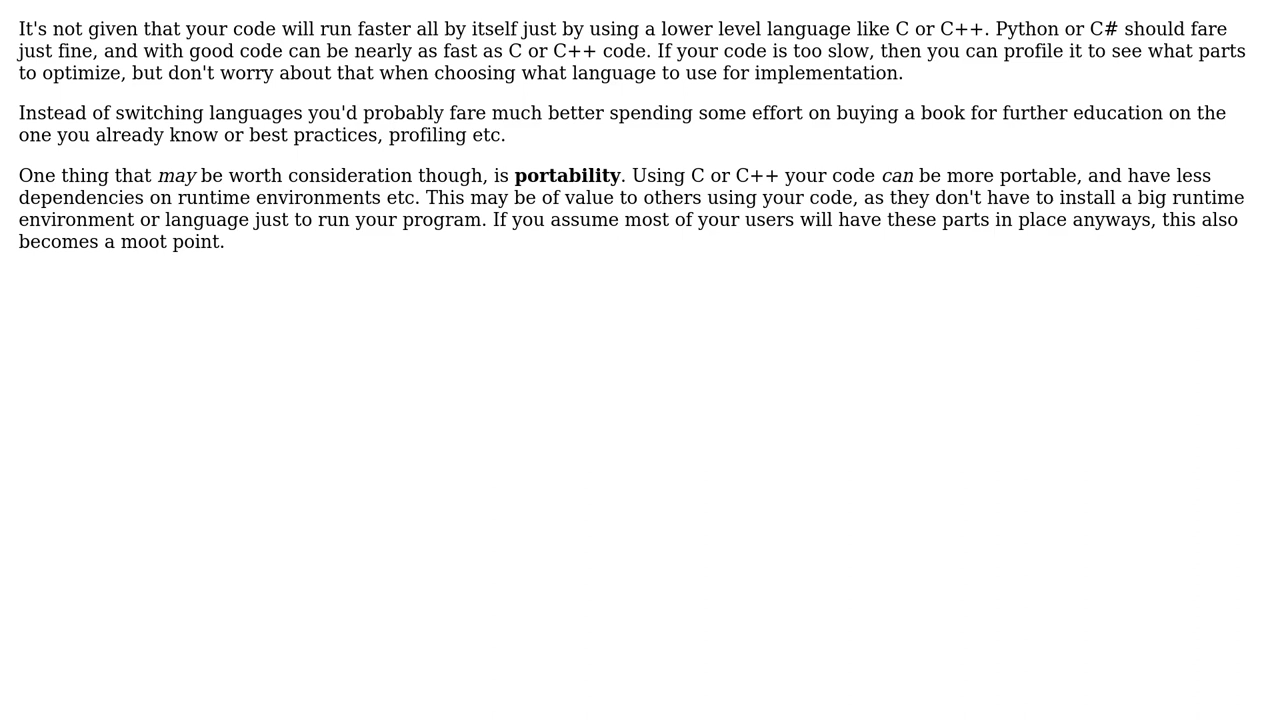 It's not given that your code will run faster all by itself just by using a lower level language like C or C++. Python or C# should fare
just fine, and with good code can be nearly as fast as C or C++ code. If your code is too slow, then you can profile it to see what parts
to optimize, but don't worry about that when choosing what language to use for implementation.
Instead of switching languages you'd probably fare much better spending some effort on buying a book for further education on the
one you already know or best practices, profiling etc.
One thing that may be worth consideration though, is portability. Using C or C++ your code can be more portable, and have less
dependencies on runtime environments etc. This may be of value to others using your code, as they don't have to install a big runtime
environment or language just to run your program. If you assume most of your users will have these parts in place anyways, this also
becomes a moot point.